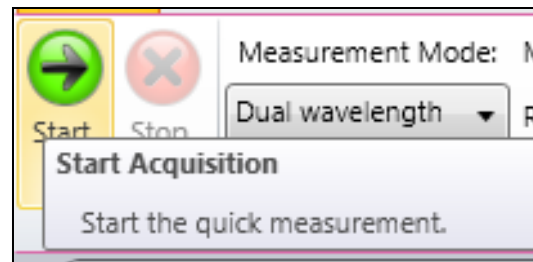 Measurement Mode:
Dual wavelength
Start
Stop
Start Acquisition
Start the quick measurement.